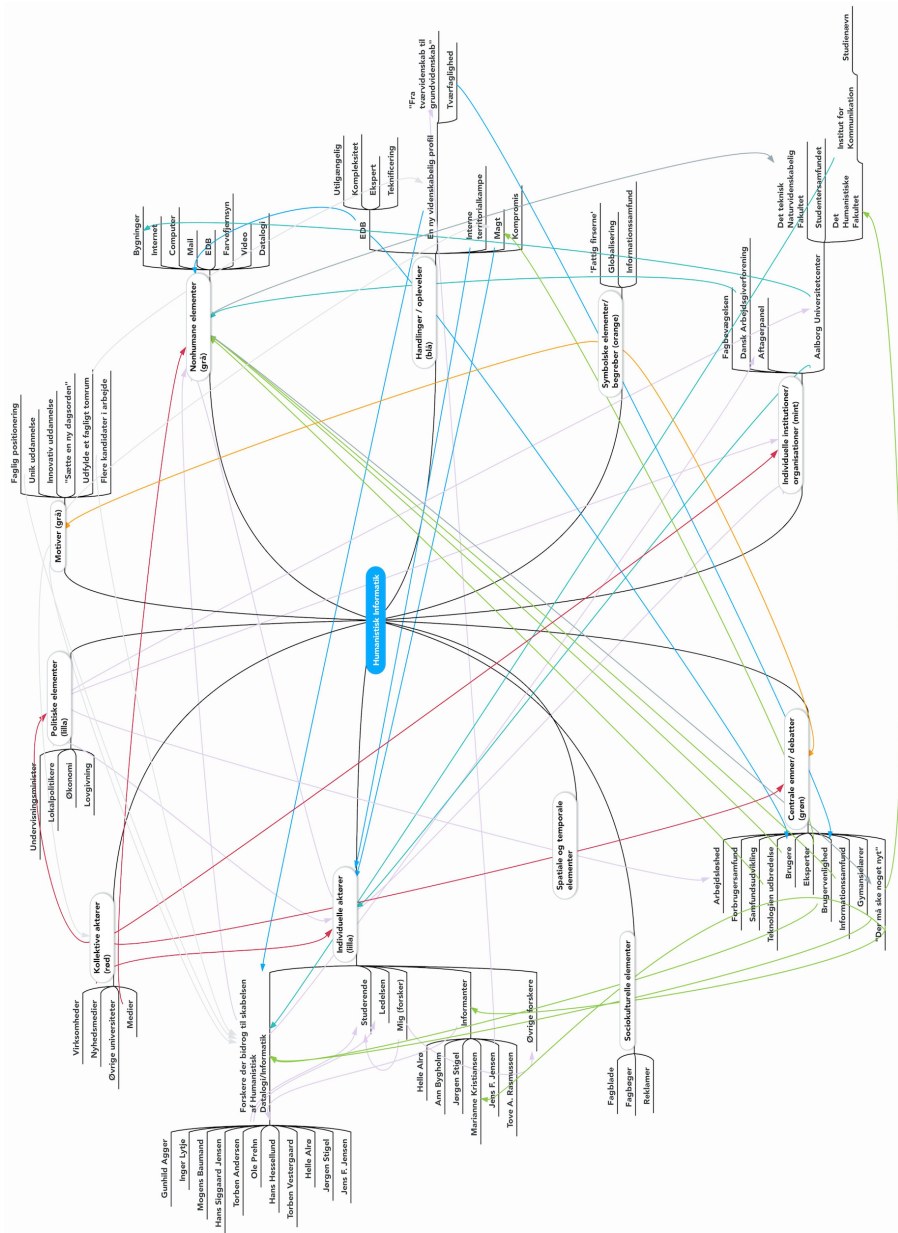 Humanistisk Informatik
Kollektive aktører
(rød)
Virksomheder
Nyhedsmedier
Øvrige universiteter
Medier
Politiske elementer
(lilla)
Undervisningsminister
Lokalpolitikere
Økonomi
Lovgivning
Motiver (grå)
Faglig positionering
Unik uddannelse
Innovativ uddannelse
"Sætte en ny dagsorden"
Udfylde et fagligt tomrum
Flere kandidater i arbejde
Individuelle aktører
(lilla)
Forskere der bidrog til skabelsen
af Humanistisk
Datalogi/Informatik
Gunhild Agger
Inger Lytje
Mogens Baumand
Hans Siggaard Jensen
Torben Andersen
Ole Prehn
Hans Hessellund
Torben Vestergaard
Helle Alrø
Jørgen Stigel
Jens F. Jensen
Studerende
Ledelsen
Mig (forsker)
Informanter
Helle Alrø
Ann Bygholm
Jørgen Stigel
Marianne Kristiansen
Jens F. Jensen
Tove A. Rasmussen
Øvrige forskere
Nonhumane elementer
(grå)
Bygninger
Internet
Computer
Mail
EDB
Farvefjernsyn
Video
Datalogi
Handlinger / oplevelser
(blå)
EDB
Utilgængelig
Kompleksitet
Ekspert
Teknificering
En ny videnskabelig profil
"Fra
tværvidenskab til
grundvidenskab"
Tværfaglighed
Interne
territorialkampe
Magt
Kompromis
Spatiale og temporale
elementer
Symbolske elementer/
begreber (orange)
'Fattig firserne'
Globalisering
Informationssamfund
Sociokulturelle elementer
Fagblade
Fagbøger
Reklamer
Individuelle institutioner/
organisationer (mint)
Fagbevægelsen
Dansk Arbejdsgiverforening
Aftagerpanel
Aalborg Universitetcenter
Det teknisk
Naturvidenskabelig
Fakultet
Studentersamfundet
Det
Humanistiske
Fakultet
Institut for
Kommunikation
Studienævn
Centrale emner/ debatter
(grøn)
Arbejdsløshed
Forbrugersamfund
Samfundsudvikling
Teknologien udbredelse
Brugere
Eksperter
Brugervenlighed
Informationssamfund
Gymansielærer
"Der må ske noget nyt"